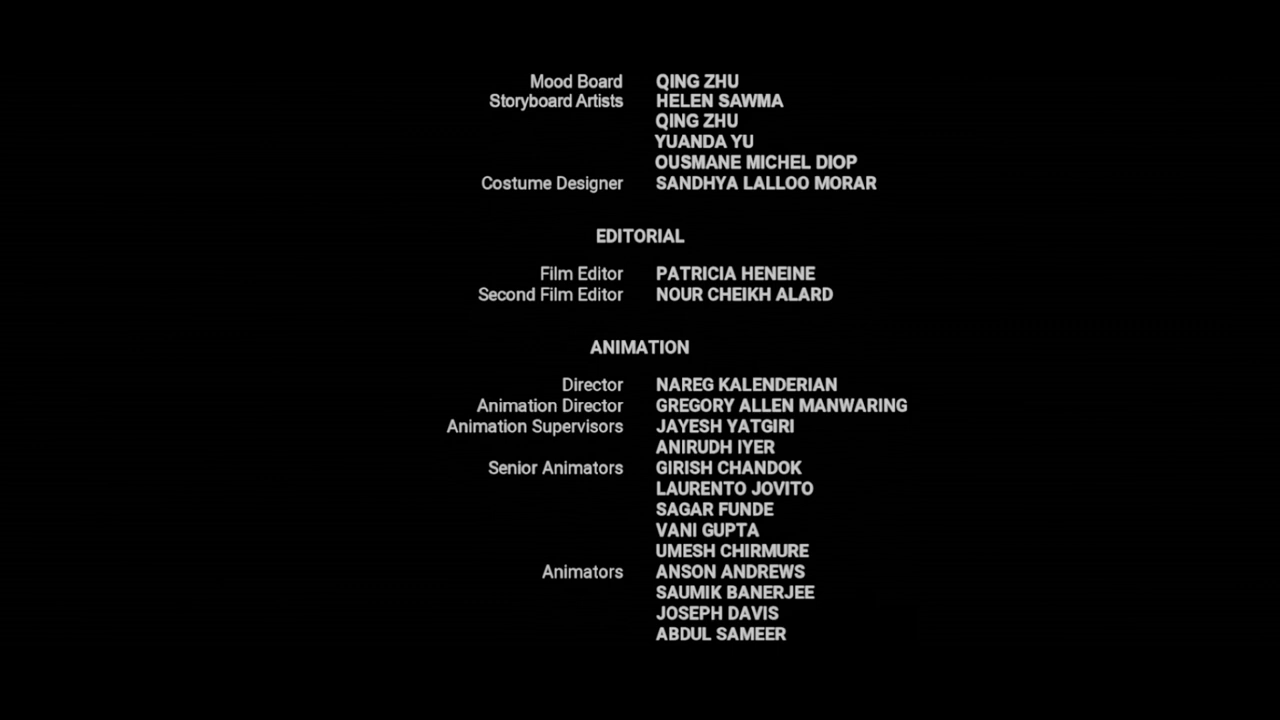 Mood Board QING ZHU
Storyboard Artists HELEN SAWMA
QING ZHU
YUANDA YU
OUSMANE MICHEL DIOP
Costume Designer SANDHYA LALLOO MORAR
EDITORIAL
Film Editor PATRICIA HENEINE
Second Film Editor NOUR CHEIKH ALARD
ANIMATION
Director NAREG KALENDERIAN
Animation Director GREGORY ALLEN MANWARING
Animation Supervisors JAYESH YATGIRI
ANIRUDH IYER
Senior Animators GIRISH CHANDOK
LAURENTO JOVITO
SAGAR FUNDE
VANI GUPTA
UMESH CHIRMURE
Animators ANSON ANDREWS
SAUMIK BANERJEE
JOSEPH DAVIS
ABDUL SAMEER